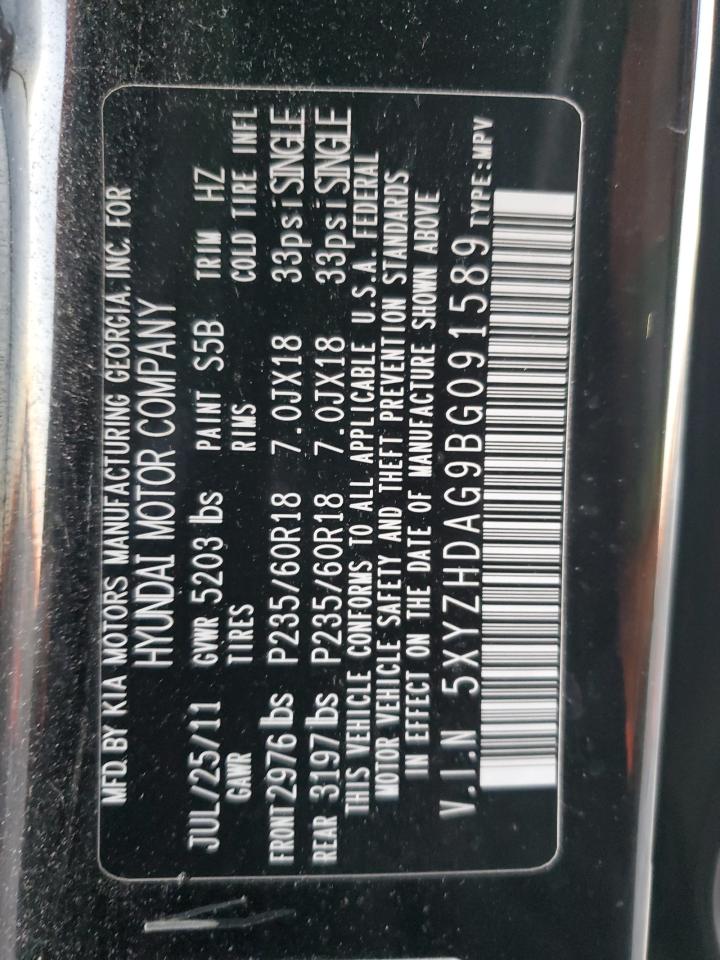 MFD.BY KIA MOTORS MANUFACTURING GEORGIA, INC. FOR
HYUNDAI MOTOR COMPANY
JUL/25/11 GVWR 5203 lbs PAINT S5B TRIM HZ
GAWR TIRES RIMS COLD TIRE INFL
FRONT 2976 lbs P235/60R18 7.0JX18 33psi SINGLE
REAR 3197 lbs P235/60R18 7.0JX18 33psi SINGLE
THIS VEHICLE CONFORMS TO ALL APPLICABLE U.S.A. FEDERAL
MOTOR VEHICLE SAFETY AND THEFT PREVENTION STANDARDS
IN EFFECT ON THE DATE OF MANUFACTURE SHOWN ABOVE
V.I.N 5XYZHDAG9BG091589 TYPE:MPV